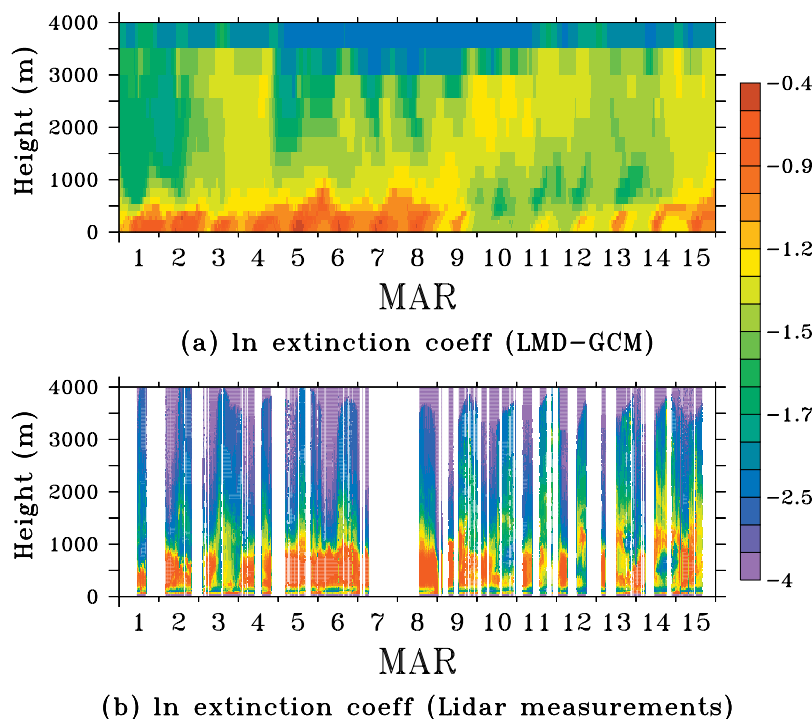 4000
3000
2000
1000
0
Height (m)
1 2 3 4 5 6 7 8 9 10 11 12 13 14 15
MAR
(a) ln extinction coeff (LMD-GCM)
4000
3000
2000
1000
0
Height (m)
1 2 3 4 5 6 7 8 9 10 11 12 13 14 15
MAR
(b) ln extinction coeff (Lidar measurements)
-0.4
-0.9
-1.2
-1.5
-1.7
-2.5
-4